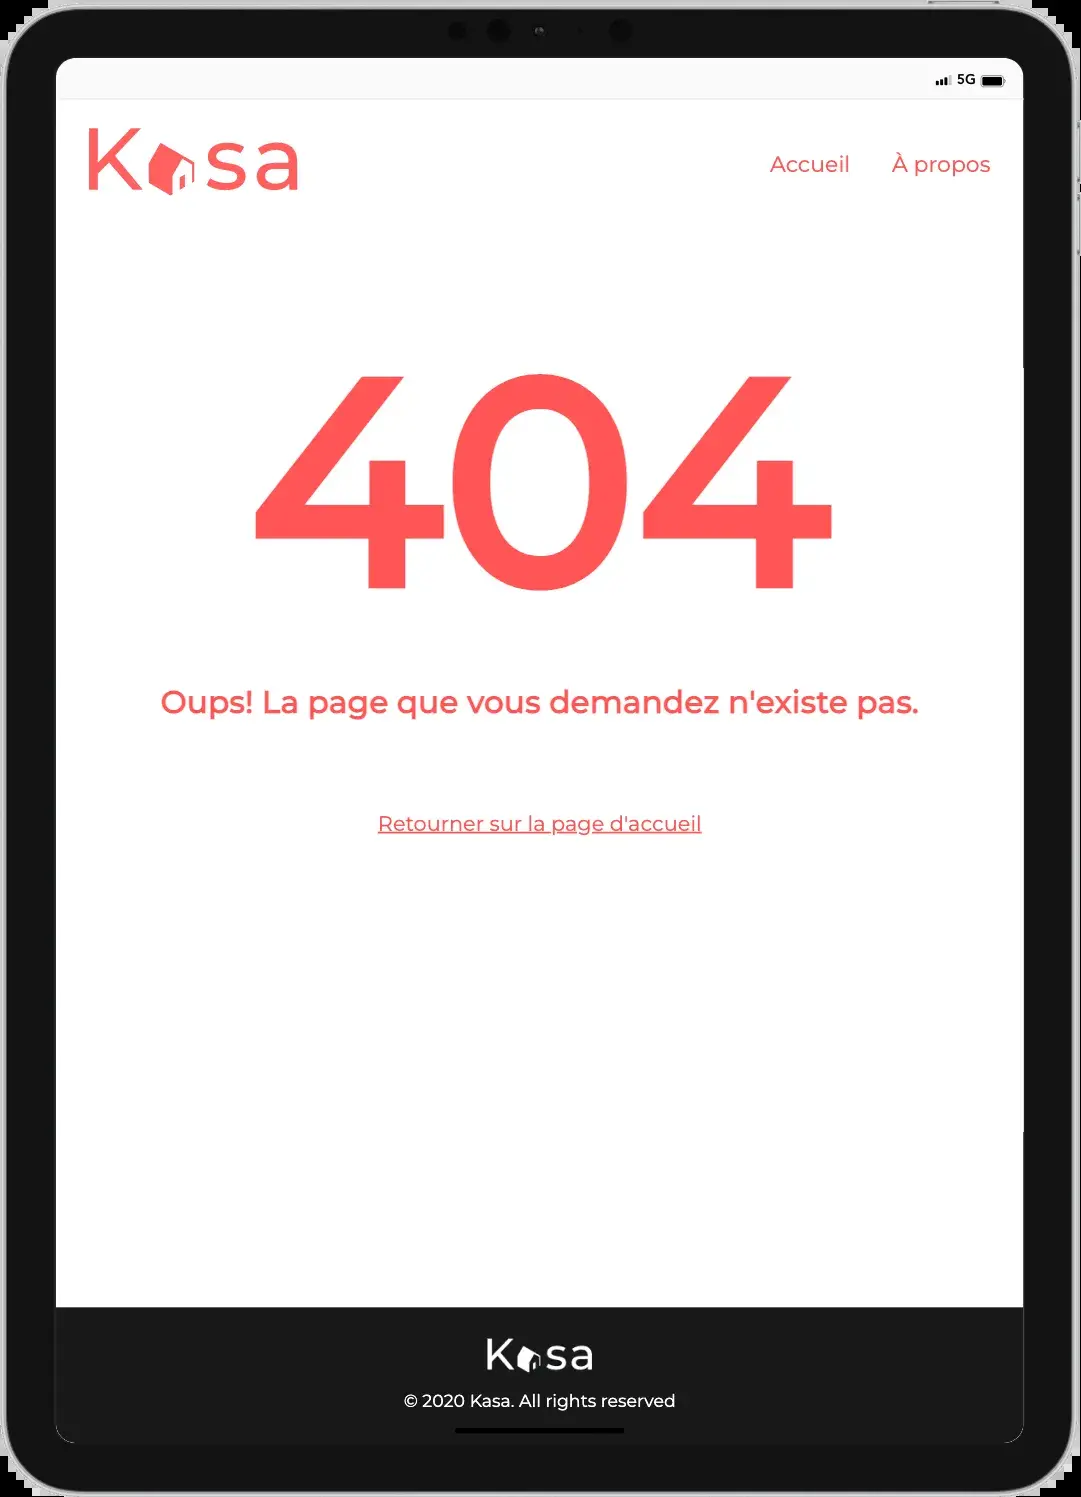 5G
Kasa
Accueil À propos
404
Oups! La page que vous demandez n'existe pas.
Retourner sur la page d'accueil
Kasa
© 2020 Kasa. All rights reserved